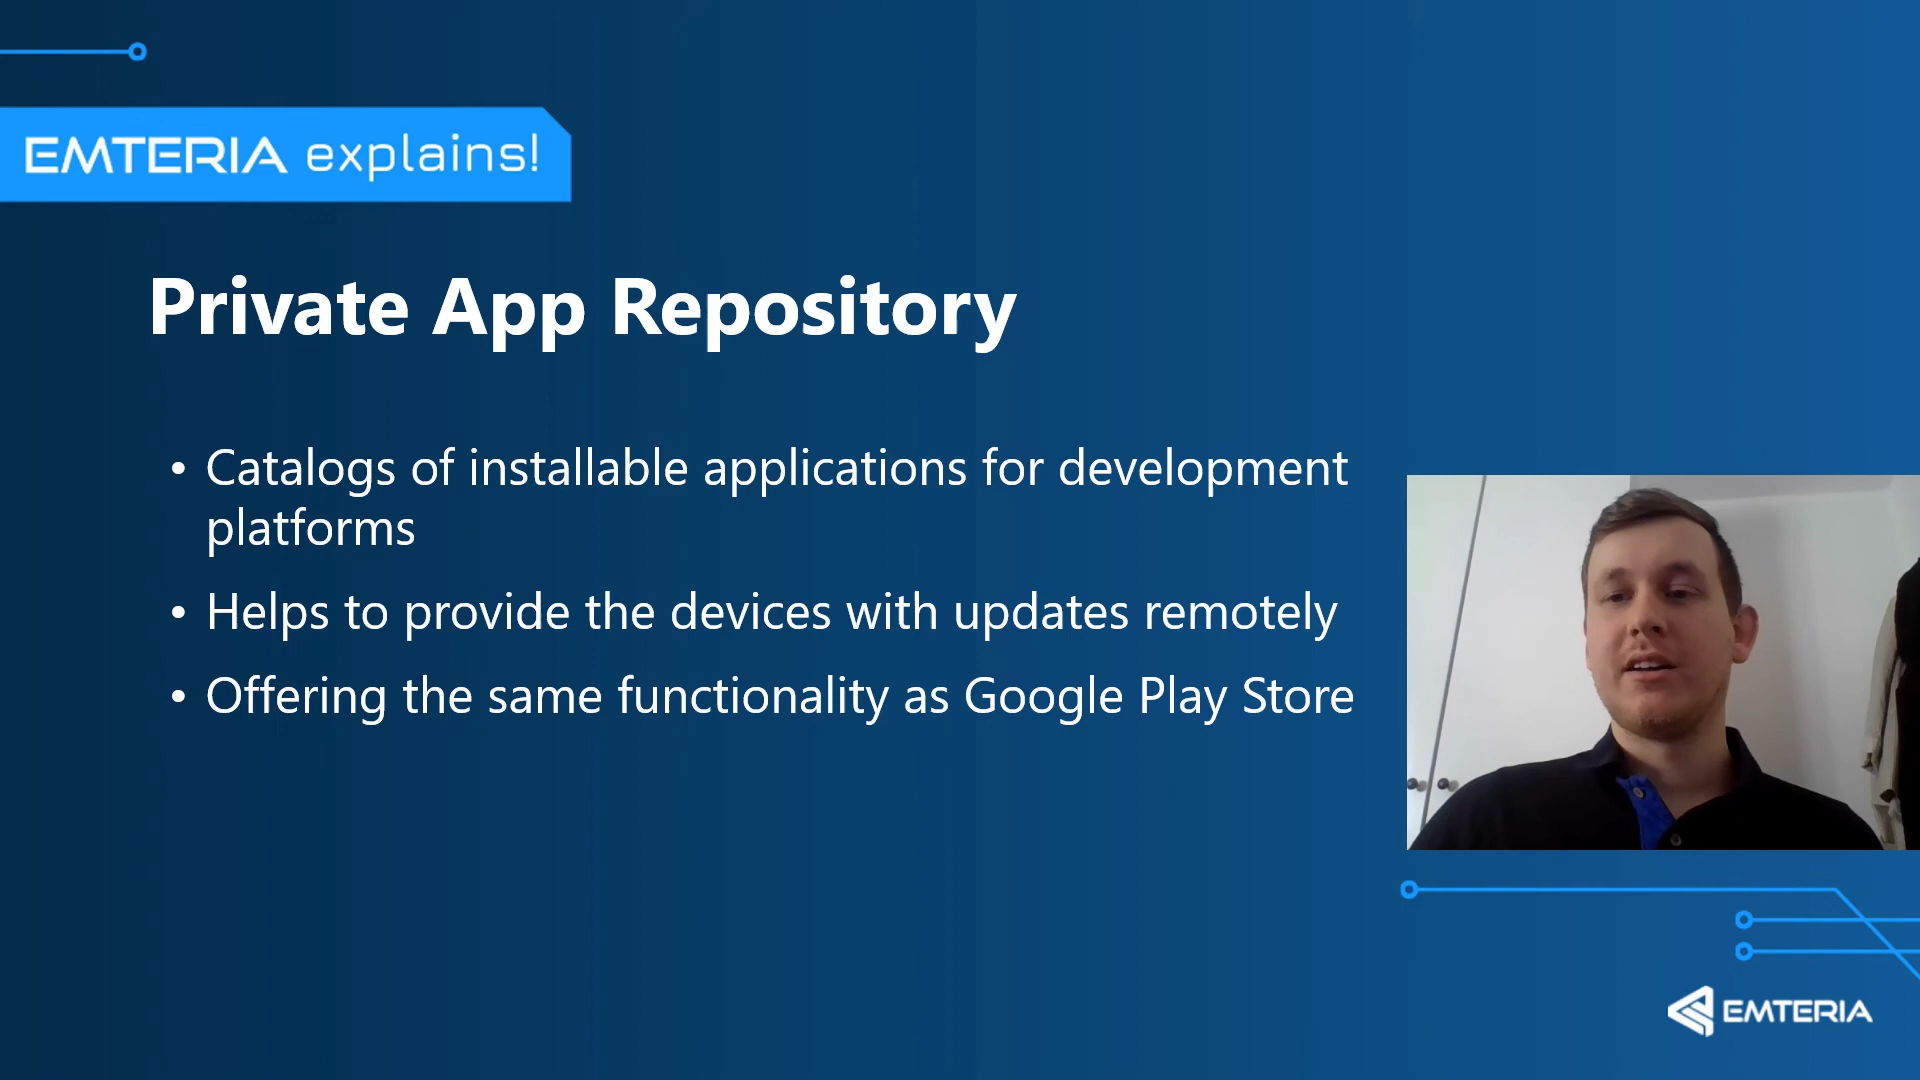 EMTERIA explains!
Private App Repository
• Catalogs of installable applications for development
platforms
• Helps to provide the devices with updates remotely
• Offering the same functionality as Google Play Store
EMTERIA